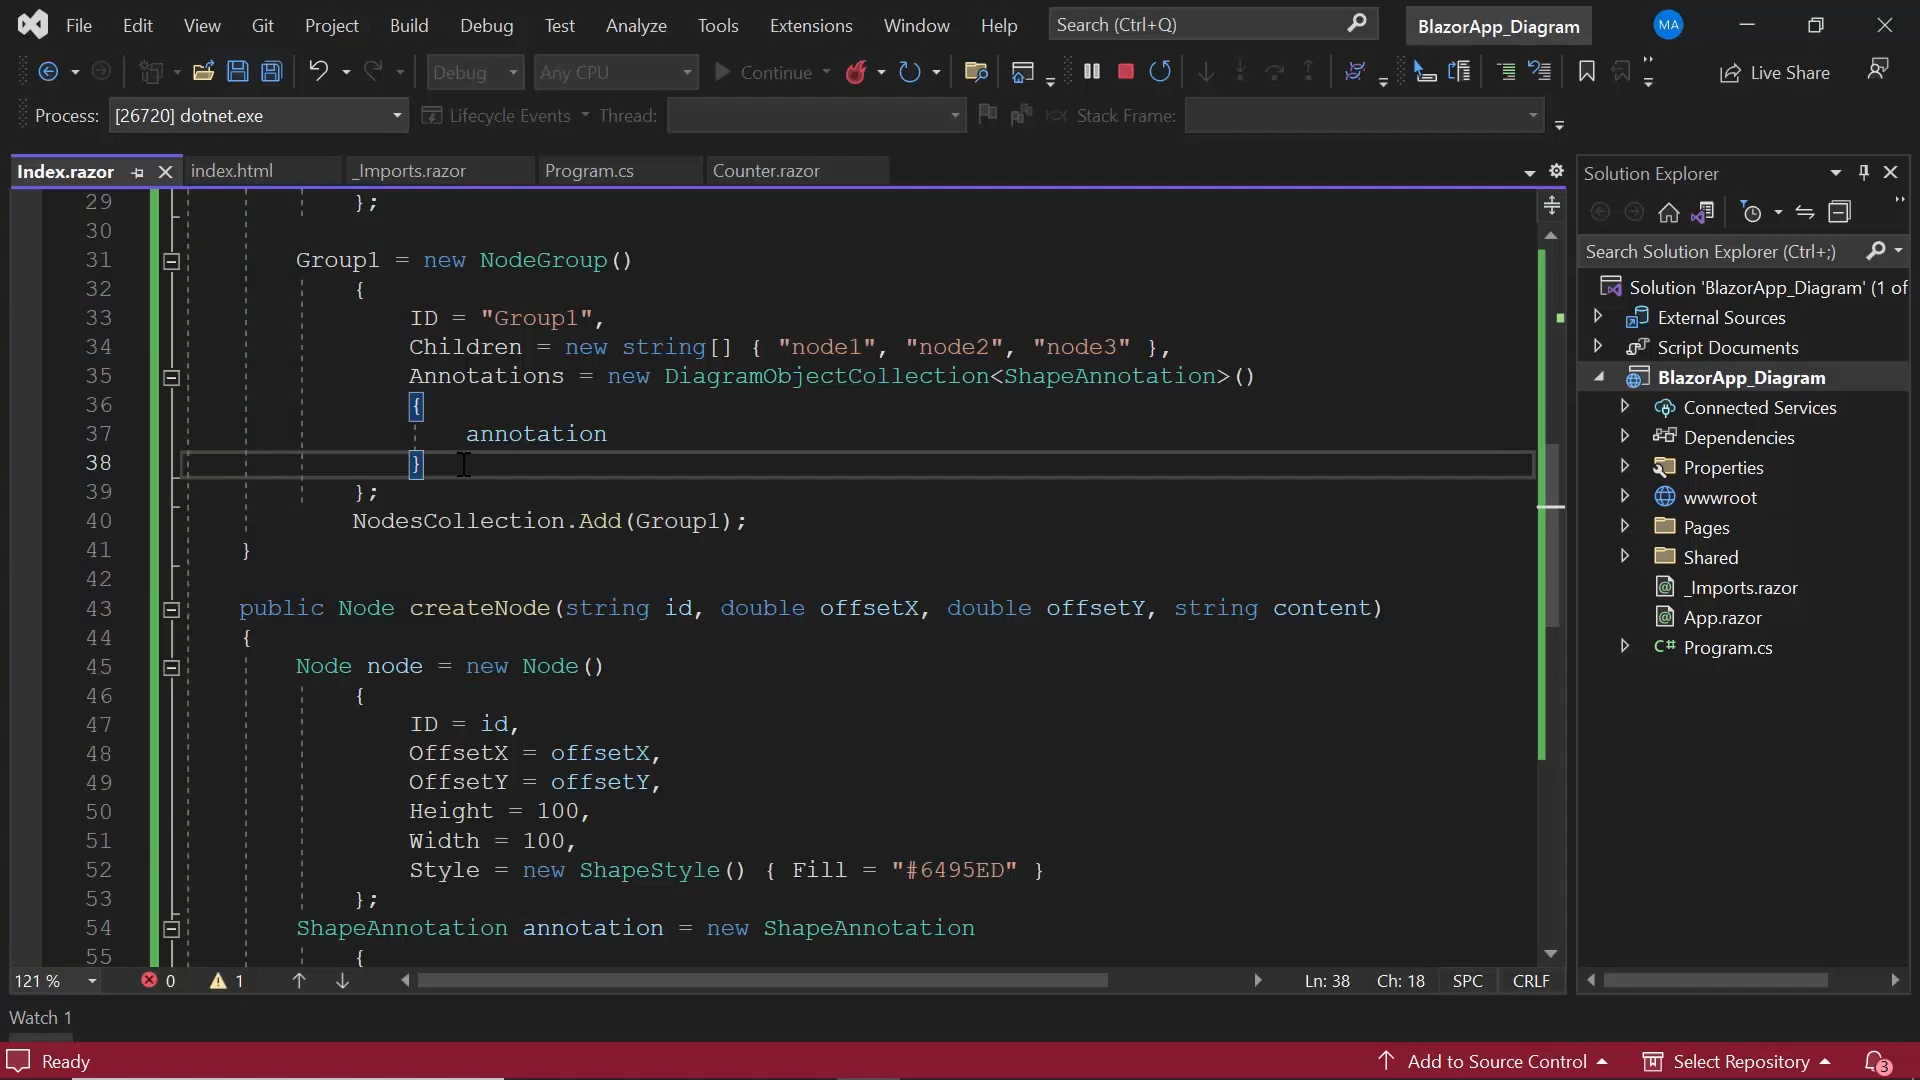 File Edit View Git Project Build Debug Test Analyze Tools Extensions Window Help Search (Ctrl+Q) BlazorApp_Diagram MA
Debug Any CPU Continue Live Share
Process: [26720] dotnet.exe Lifecycle Events Thread: Stack Frame:
Index.razor index.html _Imports.razor Program.cs Counter.razor
29 };
30
31 Group1 = new NodeGroup()
32 {
33 ID = "Group1",
34 Children = new string[] { "node1", "node2", "node3" },
35 Annotations = new DiagramObjectCollection<ShapeAnnotation>()
36 {
37 annotation
38 }
39 };
40 NodesCollection.Add(Group1);
41 }
42
43 public Node createNode(string id, double offsetX, double offsetY, string content)
44 {
45 Node node = new Node()
46 {
47 ID = id,
48 OffsetX = offsetX,
49 OffsetY = offsetY,
50 Height = 100,
51 Width = 100,
52 Style = new ShapeStyle() { Fill = "#6495ED" }
53 };
54 ShapeAnnotation annotation = new ShapeAnnotation
55 {
121 % 0 1 Ln: 38 Ch: 18 SPC CRLF
Solution Explorer
Search Solution Explorer (Ctrl+;)
Solution 'BlazorApp_Diagram' (1 of
External Sources
Script Documents
BlazorApp_Diagram
Connected Services
Dependencies
Properties
wwwroot
Pages
Shared
_Imports.razor
App.razor
C# Program.cs
Watch 1
Ready Add to Source Control Select Repository 3